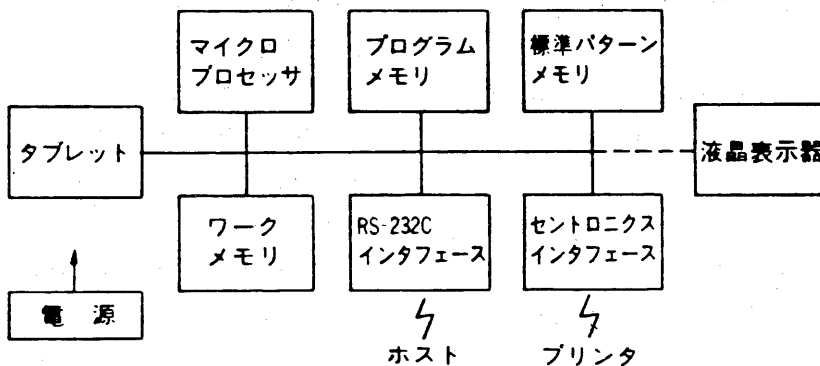 マイクロ
プロセッサ
プログラム
メモリ
標準パターン
メモリ
タブレット
液晶表示器
ワーク
メモリ
RS-232C
インタフェース
セントロニクス
インタフェース
電源
ホスト
プリンタ